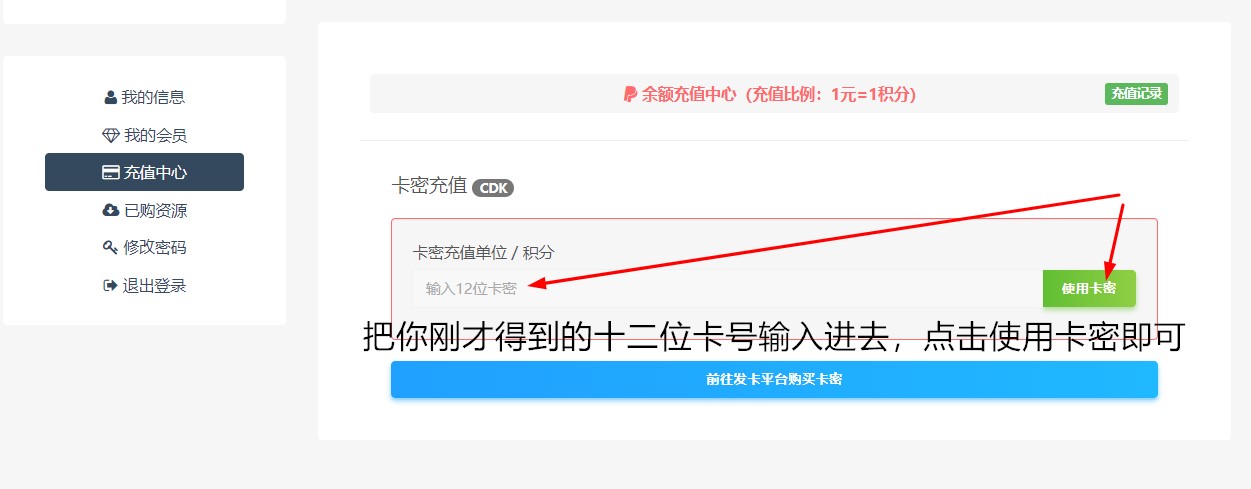 我的信息
我的会员
充值中心
已购资源
修改密码
退出登录
余额充值中心（充值比例：1元=1积分）
充值记录
卡密充值 CDK
卡密充值单位 / 积分
输入12位卡密
使用卡密
把你刚才得到的十二位卡号输入进去，点击使用卡密即可
前往发卡平台购买卡密